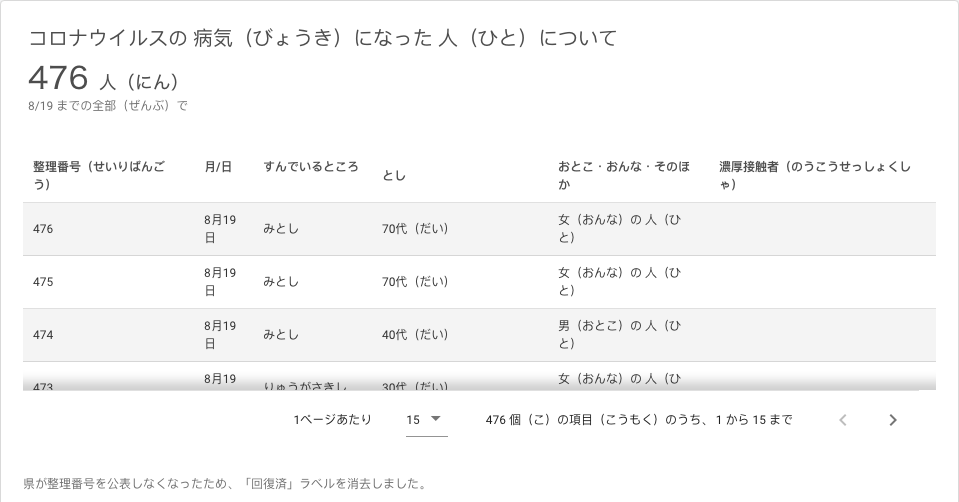 コロナウイルスの 病気（びょうき）になった 人（ひと）について
476 人（にん）
8/19 までの全部（ぜんぶ）で
整理番号（せいりばんご
う）
月/日
すんでいるところ
とし
おとこ・おんな・そのほ
か
濃厚接触者（のうこうせっしょくし
ゃ）
476
8月19
日
みとし
70代（だい）
女（おんな）の 人（ひ
と）
475
8月19
日
みとし
70代（だい）
女（おんな）の 人（ひ
と）
474
8月19
日
みとし
40代（だい）
男（おとこ）の 人（ひ
と）
473
8月19
りゅうがさきし
30代（だい）
女（おんな）の 人（ひ
1ページあたり
15
476 個（こ）の項目（こうもく）のうち、1 から 15 まで
県が整理番号を公表しなくなったため、「回復済」ラベルを消去しました。